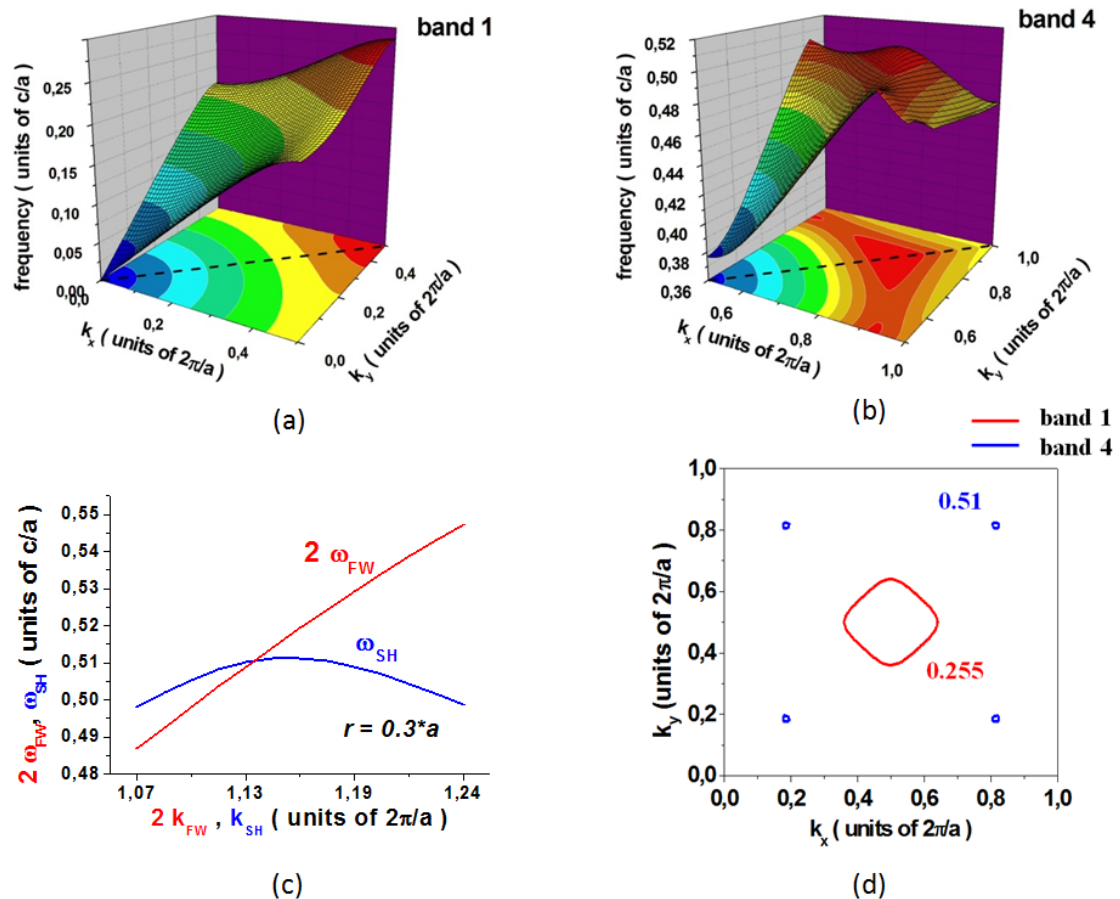 band 1
frequency ( units of c/a)
0,25
0,20
0,15
0,10
0,05
0,00
0,0
0,2
0,4
k_x ( units of 2π/a)
0,0
0,2
0,4
k_y ( units of 2π/a)
(a)
band 4
frequency ( units of c/a)
0,52
0,50
0,48
0,46
0,44
0,42
0,40
0,38
0,36
0,6
0,8
1,0
k_x ( units of 2π/a)
0,6
0,8
1,0
k_y ( units of 2π/a)
(b)
2 ω_FW, ω_SH ( units of c/a)
0,55
0,54
0,53
0,52
0,51
0,50
0,49
0,48
2 ω_FW
ω_SH
r = 0.3*a
1,07
1,13
1,19
1,24
2 k_FW , k_SH ( units of 2π/a)
(c)
band 1
band 4
k_y (units of 2π/a)
1,0
0,8
0,6
0,4
0,2
0,0
0.51
0.255
0,0
0,2
0,4
0,6
0,8
1,0
k_x ( units of 2π/a)
(d)